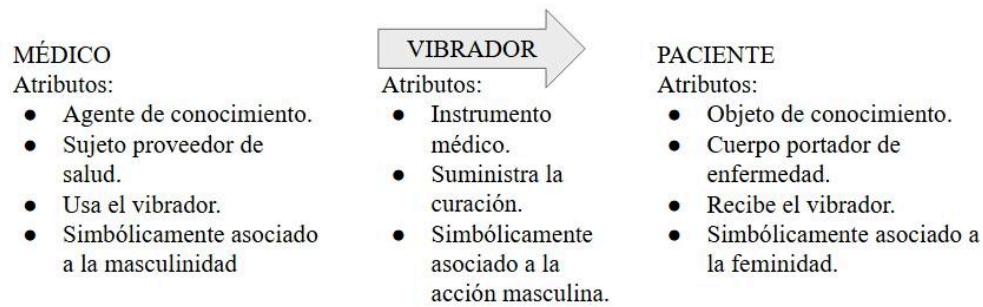 MÉDICO
Atributos:
● Agente de conocimiento.
● Sujeto proveedor de
salud.
● Usa el vibrador.
● Simbólicamente asociado
a la masculinidad
VIBRADOR
Atributos:
● Instrumento
médico.
● Suministra la
curación.
● Simbólicamente
asociado a la
acción masculina.
PACIENTE
Atributos:
● Objeto de conocimiento.
● Cuerpo portador de
enfermedad.
● Recibe el vibrador.
● Simbólicamente asociado a
la feminidad.